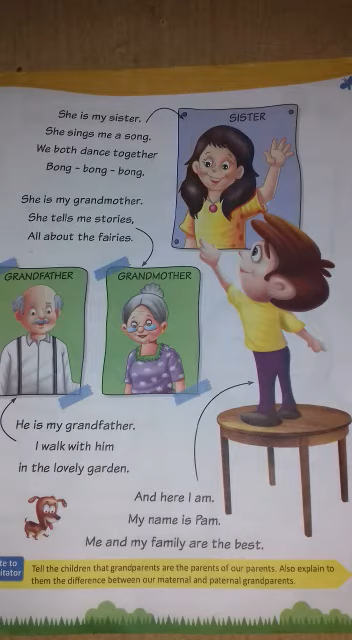 She is my sister.
She sings me a song.
We both dance together
Bong - bong - bong.
SISTER
She is my grandmother.
She tells me stories,
All about the fairies.
GRANDFATHER
GRANDMOTHER
He is my grandfather.
I walk with him
in the lovely garden.
And here I am.
My name is Pam.
Me and my family are the best.
to
Tell the children that grandparents are the parents of our parents. Also explain to
them the difference between our maternal and paternal grandparents.